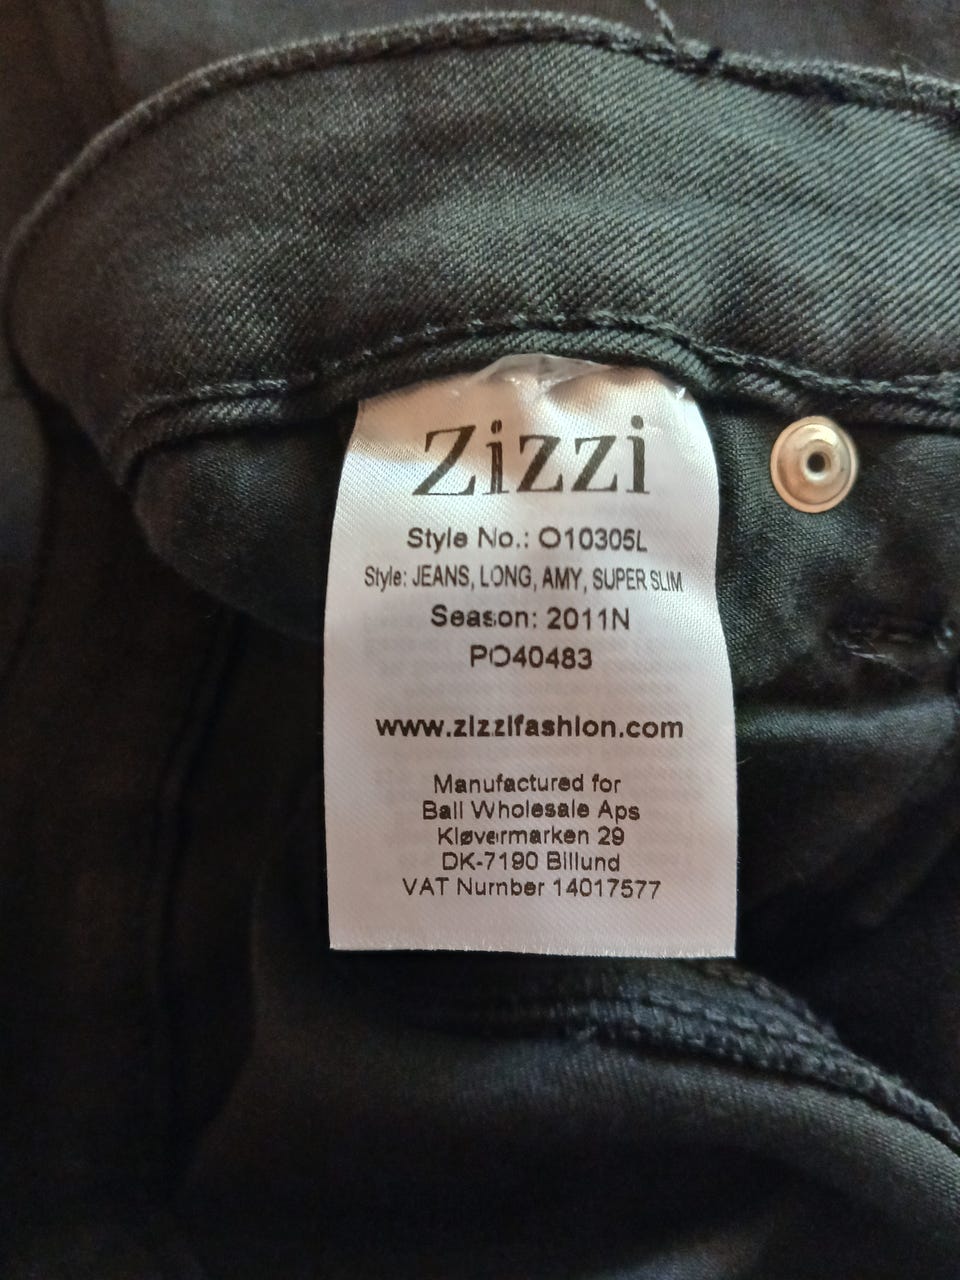 Zizzi
Style No.: O10305L
Style: JEANS, LONG, AMY, SUPER SLIM
Season: 2011N
PO40483
www.zizzifashion.com
Manufactured for
Ball Wholesale Aps
Kløvermarken 29
DK-7190 Billund
VAT Number 14017577